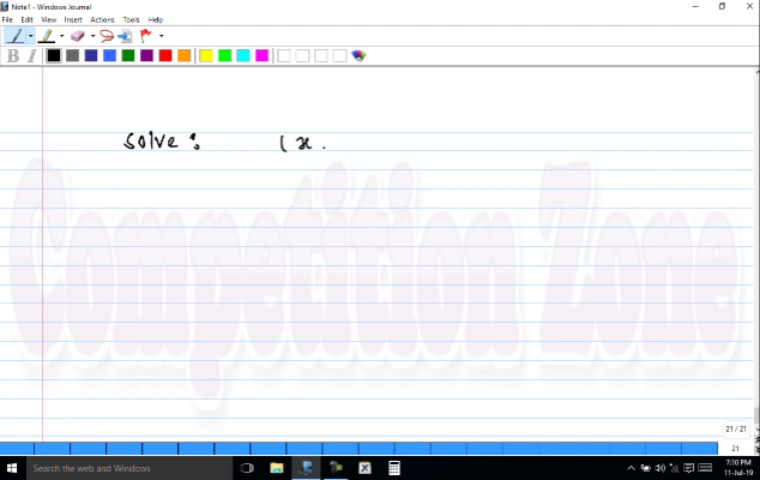 Note1 - Windows Journal
File Edit View Insert Actions Tools Help
B I
solve : ( x .
Competition Zone
21 / 21
21
Search the web and Windows
7:10 PM
11-Jul-19